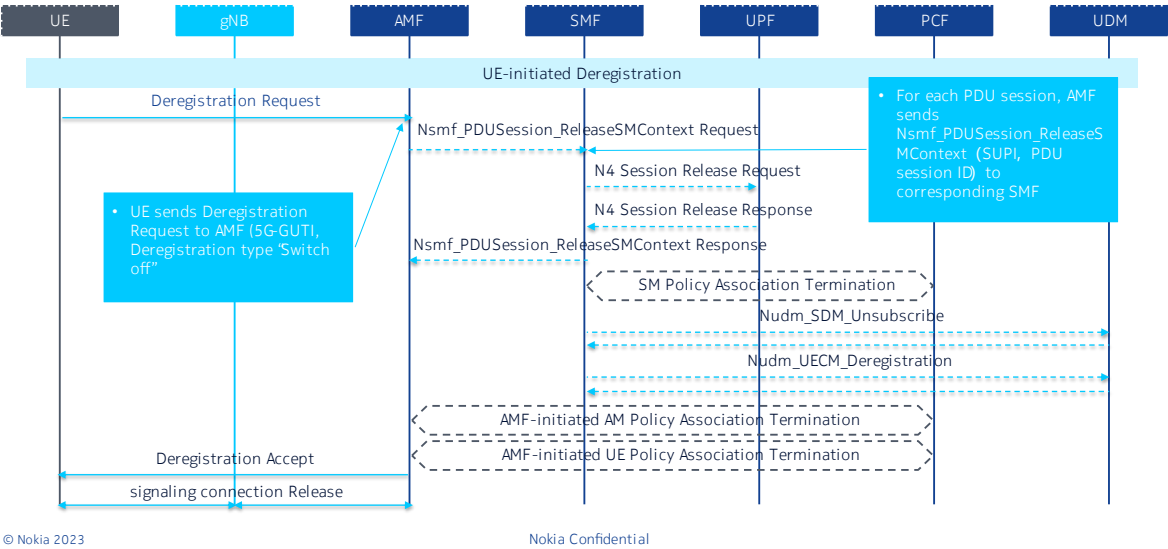 UE gNB AMF SMF UPF PCF UDM
UE-initiated Deregistration
Deregistration Request
• For each PDU session, AMF
sends
Nsmf_PDUSession_ReleaseS
MContext (SUPI, PDU
session ID) to
corresponding SMF
Nsmf_PDUSession_ReleaseSMContext Request
N4 Session Release Request
• UE sends Deregistration
Request to AMF (5G-GUTI,
Deregistration type “Switch
off”
N4 Session Release Response
Nsmf_PDUSession_ReleaseSMContext Response
SM Policy Association Termination
Nudm_SDM_Unsubscribe
Nudm_UECM_Deregistration
AMF-initiated AM Policy Association Termination
AMF-initiated UE Policy Association Termination
Deregistration Accept
signaling connection Release
© Nokia 2023
Nokia Confidential